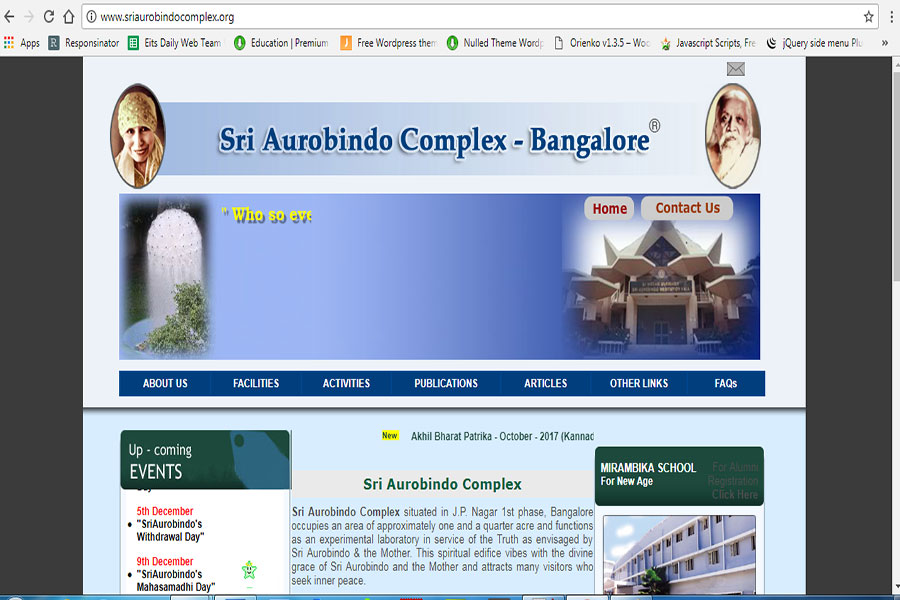 www.sriaurobindocomplex.org
Apps Responsinator Eits Daily Web Team Education | Premium Free Wordpress them Nulled Theme Wordp Orienko v1.3.5 – Woo Javascript Scripts, Fre jQuery side menu Plu »
Sri Aurobindo Complex - Bangalore®
" Who so eve
Home Contact Us
ABOUT US FACILITIES ACTIVITIES PUBLICATIONS ARTICLES OTHER LINKS FAQs
New Akhil Bharat Patrika - October - 2017 (Kannad
Up - coming
EVENTS
Day"
5th December
"SriAurobindo's
Withdrawal Day"
9th December
"SriAurobindo's
Mahasamadhi Day"
Sri Aurobindo Complex
Sri Aurobindo Complex situated in J.P. Nagar 1st phase, Bangalore
occupies an area of approximately one and a quarter acre and functions
as an experimental laboratory in service of the Truth as envisaged by
Sri Aurobindo & the Mother. This spiritual edifice vibes with the divine
grace of Sri Aurobindo and the Mother and attracts many visitors who
seek inner peace.
MIRAMBIKA SCHOOL
For New Age
For Alumni
Registration
Click Here